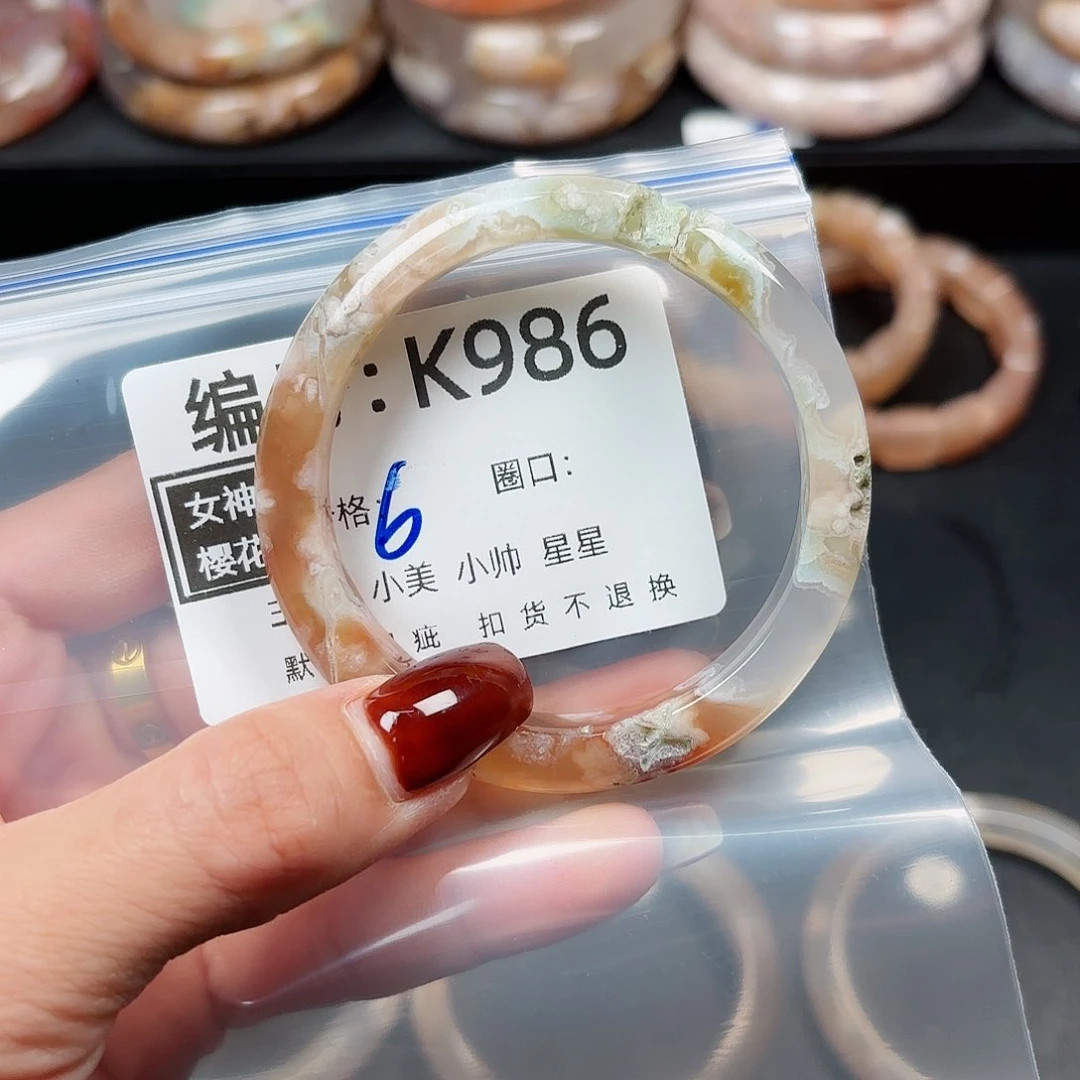 编 :K986
女神
樱花
格 6 圈口:
小美 小帅 星星
默 疵 扣货不退换